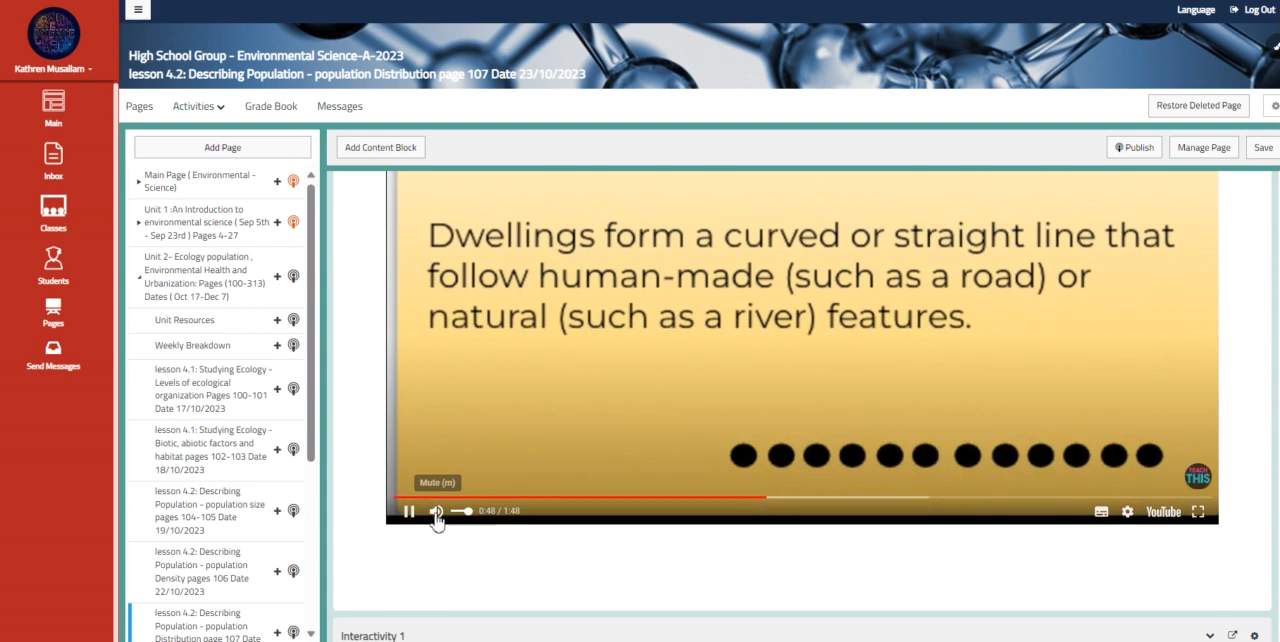 Language
Log Out
Kathren Musallam
High School Group - Environmental Science-A-2023
lesson 4.2: Describing Population - population Distribution page 107 Date 23/10/2023
Main
Inbox
Classes
Students
Pages
Send Messages
Pages
Activities
Grade Book
Messages
Restore Deleted Page
Add Page
Add Content Block
Publish
Manage Page
Save
Main Page ( Environmental -
Science)
Unit 1 :An Introduction to
environmental science ( Sep 5th
- Sep 23rd ) Pages 4-27
Unit 2- Ecology population ,
Environmental Health and
Urbanization: Pages (100-313)
Dates ( Oct 17-Dec 7)
Unit Resources
Weekly Breakdown
lesson 4.1: Studying Ecology -
Levels of ecological
organization Pages 100-101
Date 17/10/2023
lesson 4.1: Studying Ecology -
Biotic, abiotic factors and
habitat pages 102-103 Date
18/10/2023
lesson 4.2: Describing
Population - population size
pages 104-105 Date
19/10/2023
lesson 4.2: Describing
Population - population
Density pages 106 Date
22/10/2023
lesson 4.2: Describing
Population - population
Distribution page 107 Date
Dwellings form a curved or straight line that
follow human-made (such as a road) or
natural (such as a river) features.
TEACH
THIS
Mute (m)
0:48 / 1:48
YouTube
Interactivity 1